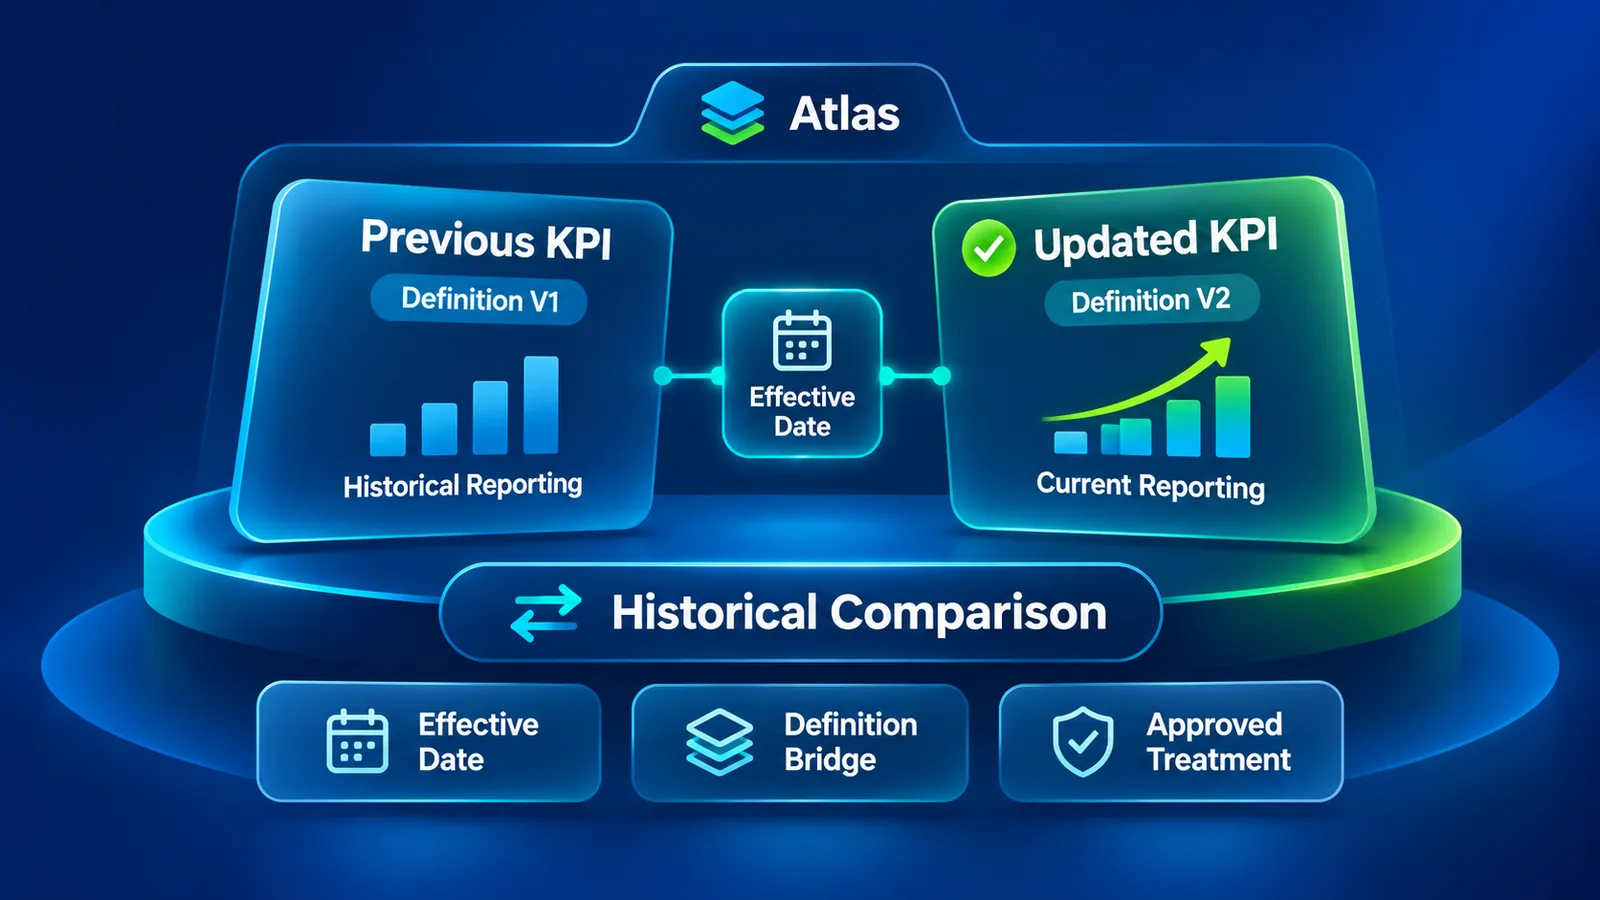 Atlas
Previous KPI
Definition V1
Historical Reporting
Effective
Date
Updated KPI
Definition V2
Current Reporting
Historical Comparison
Effective
Date
Definition
Bridge
Approved
Treatment